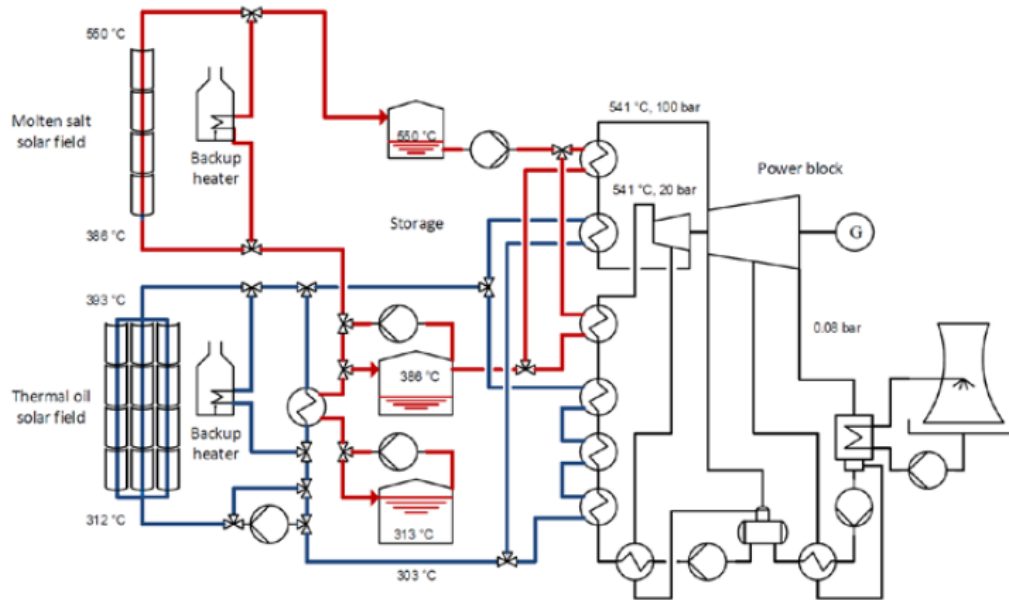 550 °C
Molten salt
solar field
Backup
heater
386 °C
550 °C
Storage
541 °C, 100 bar
541 °C, 20 bar
Power block
G
393 °C
Thermal oil
solar field
Backup
heater
312 °C
386 °C
313 °C
303 °C
0.08 bar